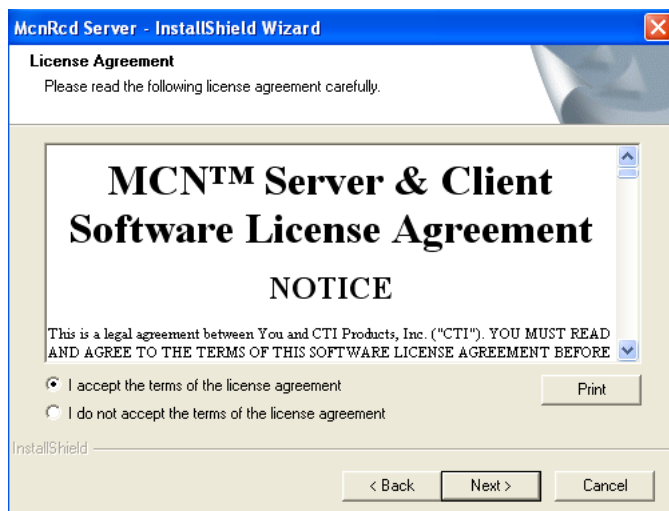 McnRcd Server - InstallShield Wizard
License Agreement
Please read the following license agreement carefully.
MCN™ Server & Client
Software License Agreement
NOTICE
This is a legal agreement between You and CTI Products, Inc. ("CTI"). YOU MUST READ
AND AGREE TO THE TERMS OF THIS SOFTWARE LICENSE AGREEMENT BEFORE
I accept the terms of the license agreement
Print
I do not accept the terms of the license agreement
InstallShield
< Back
Next >
Cancel